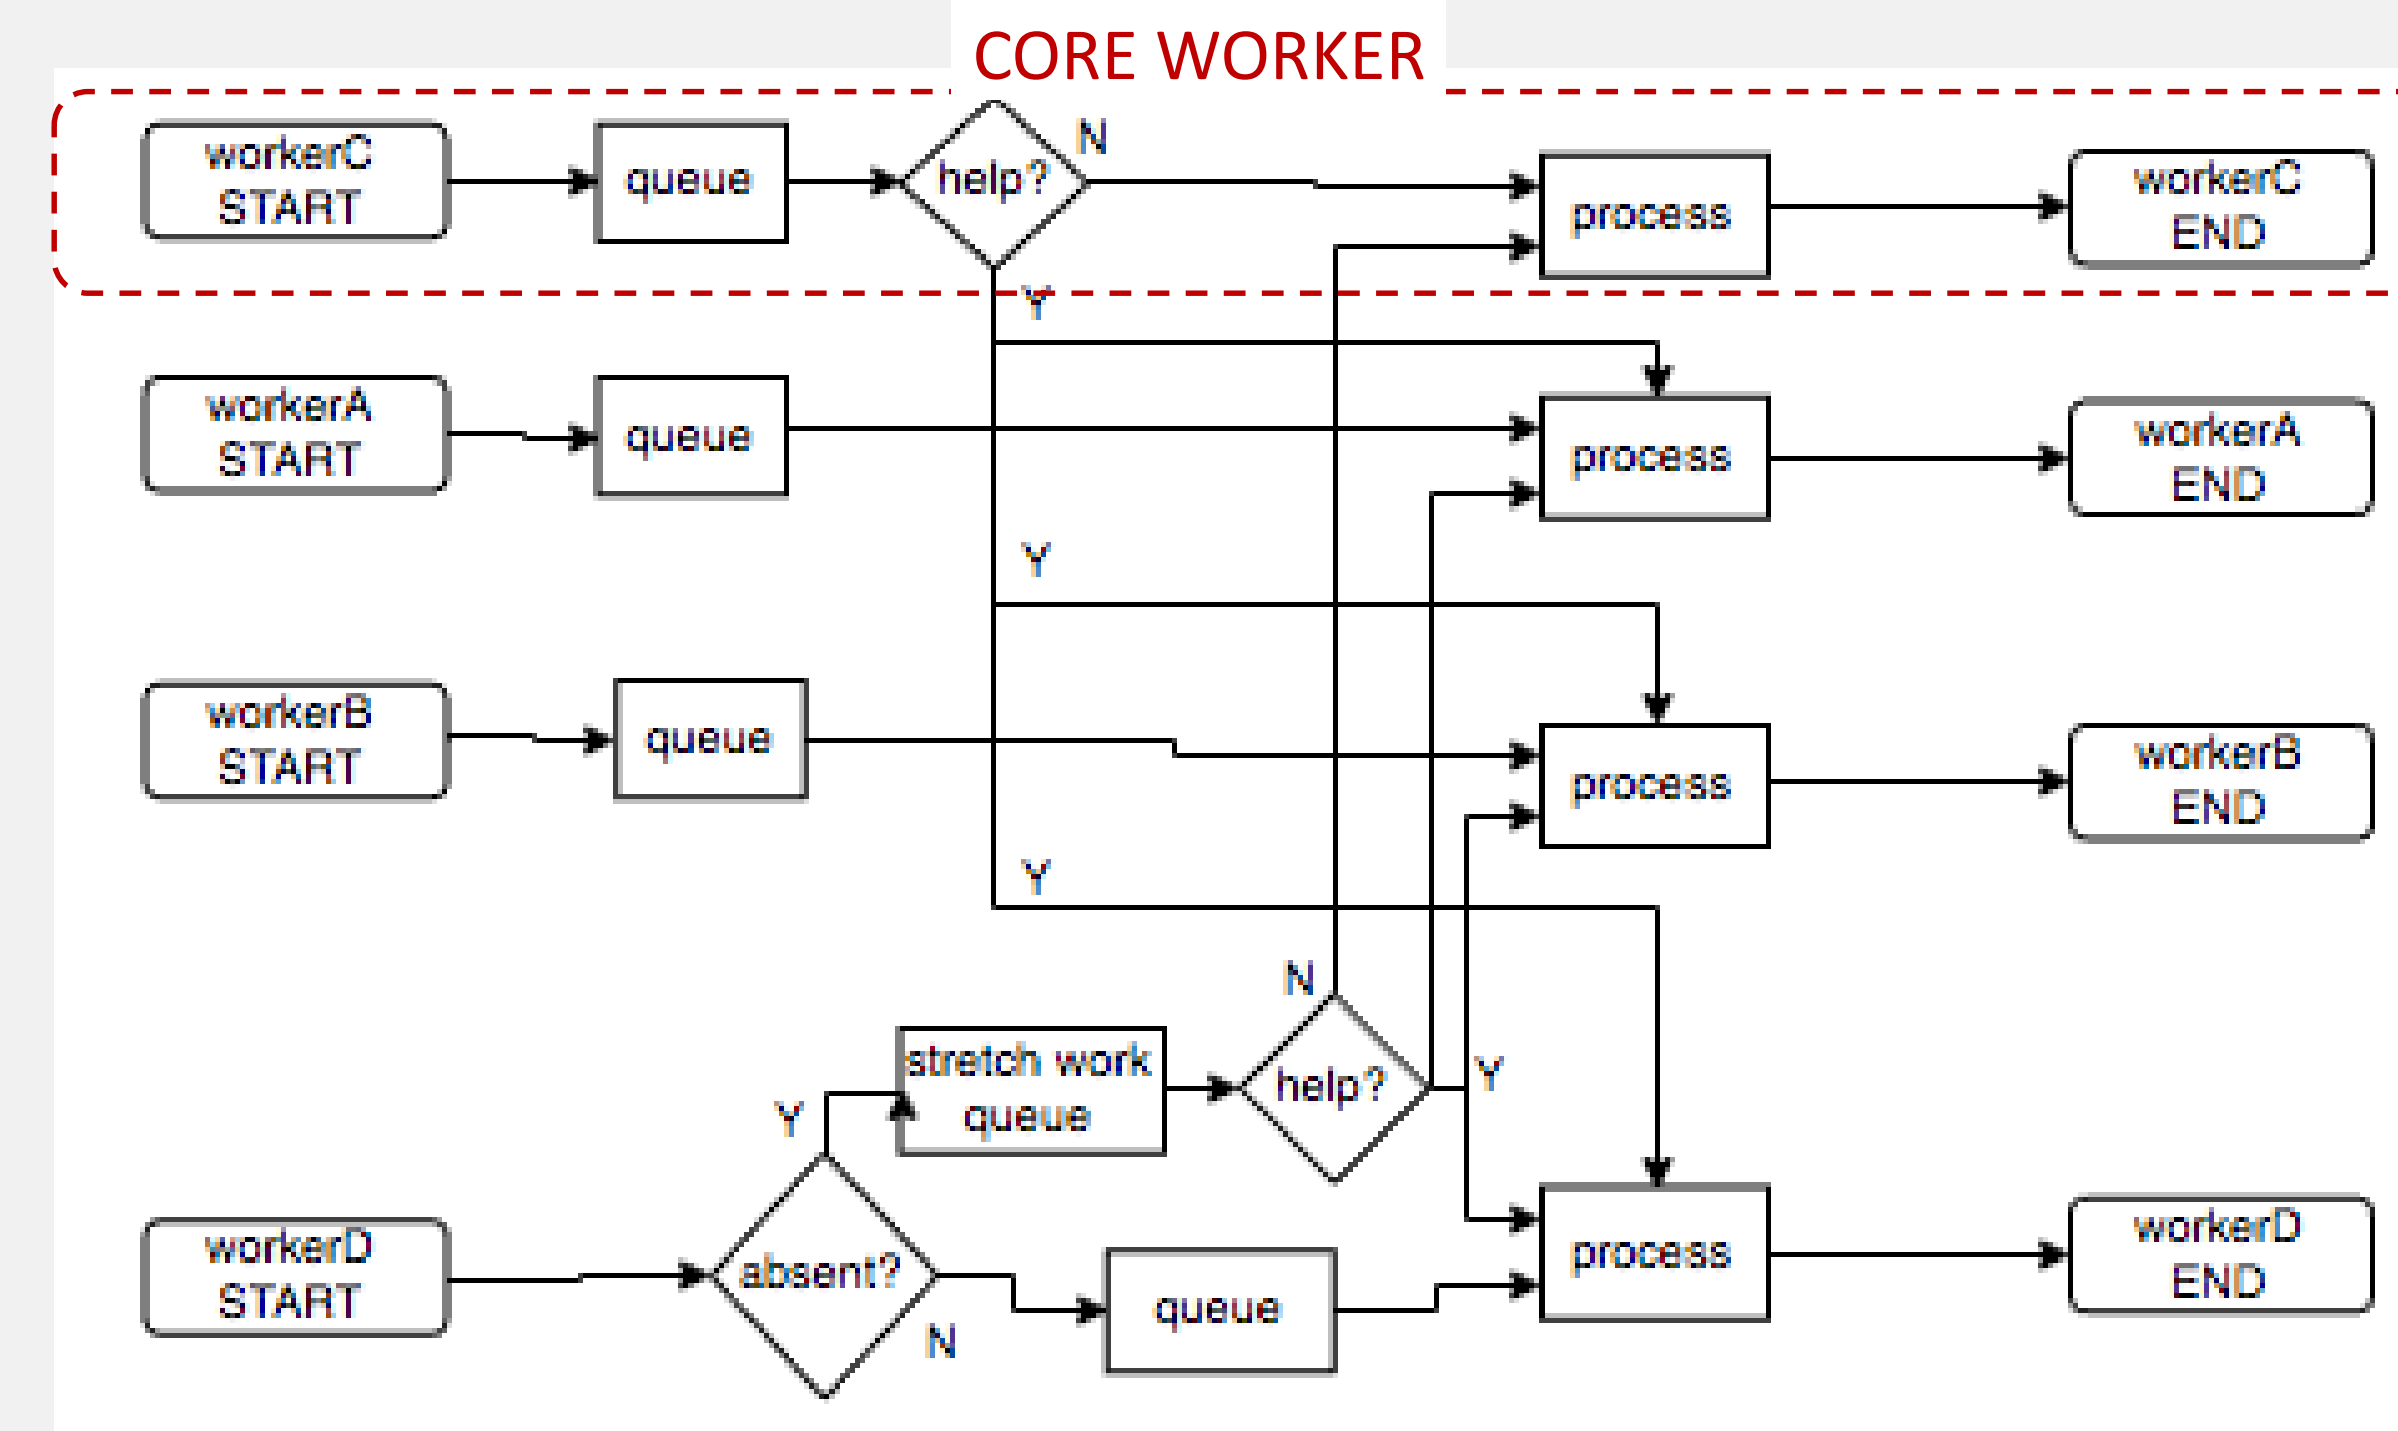 CORE WORKER
workerC
START
queue
help?
N
process
workerC
END
Y
workerA
START
queue
process
workerA
END
Y
workerB
START
queue
process
workerB
END
Y
N
stretch work
queue
help?
Y
Y
workerD
START
absent?
N
queue
process
workerD
END